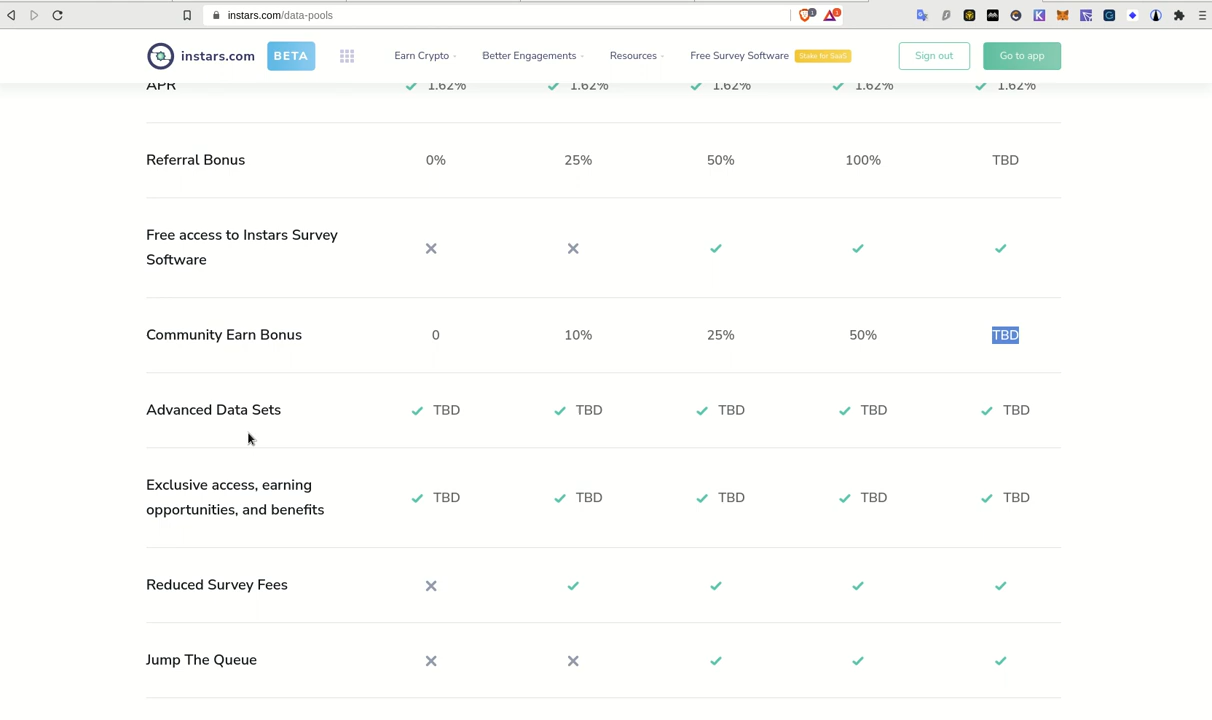 instars.com/data-pools
instars.com BETA Earn Crypto Better Engagements Resources Free Survey Software Stake for SaaS Sign out Go to app
APR 1.62% 1.62% 1.62% 1.62% 1.62%
Referral Bonus 0% 25% 50% 100% TBD
Free access to Instars Survey
Software
Community Earn Bonus 0 10% 25% 50% TBD
Advanced Data Sets TBD TBD TBD TBD TBD
Exclusive access, earning
opportunities, and benefits
TBD TBD TBD TBD TBD
Reduced Survey Fees
Jump The Queue